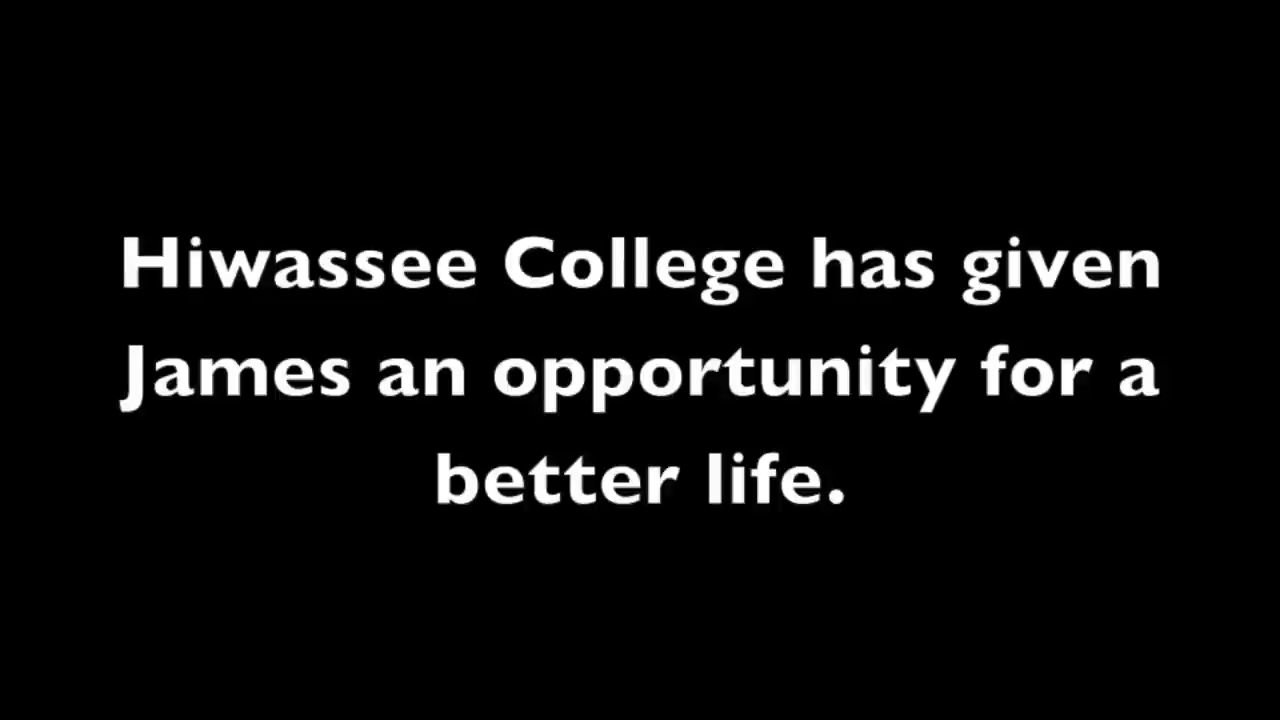 Hiwassee College has given
James an opportunity for a
better life.